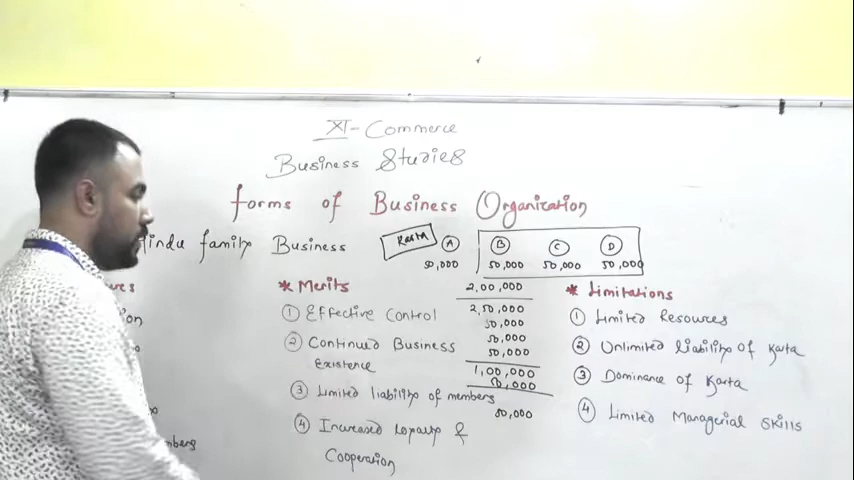 XI - Commerce
Business Studies
forms of Business Organization
Hindu family Business
Karta A B C D
50,000 50,000 50,000 50,000
* Merits
① Effective Control
② Continued Business
Existence
③ Limited liability of members
④ Increased loyalty &
Cooperation
2,00,000
2,50,000
50,000
50,000
50,000
1,00,000
50,000
50,000
* Limitations
① Limited Resources
② Unlimited liability of Karta
③ Dominance of Karta
④ Limited Managerial Skills